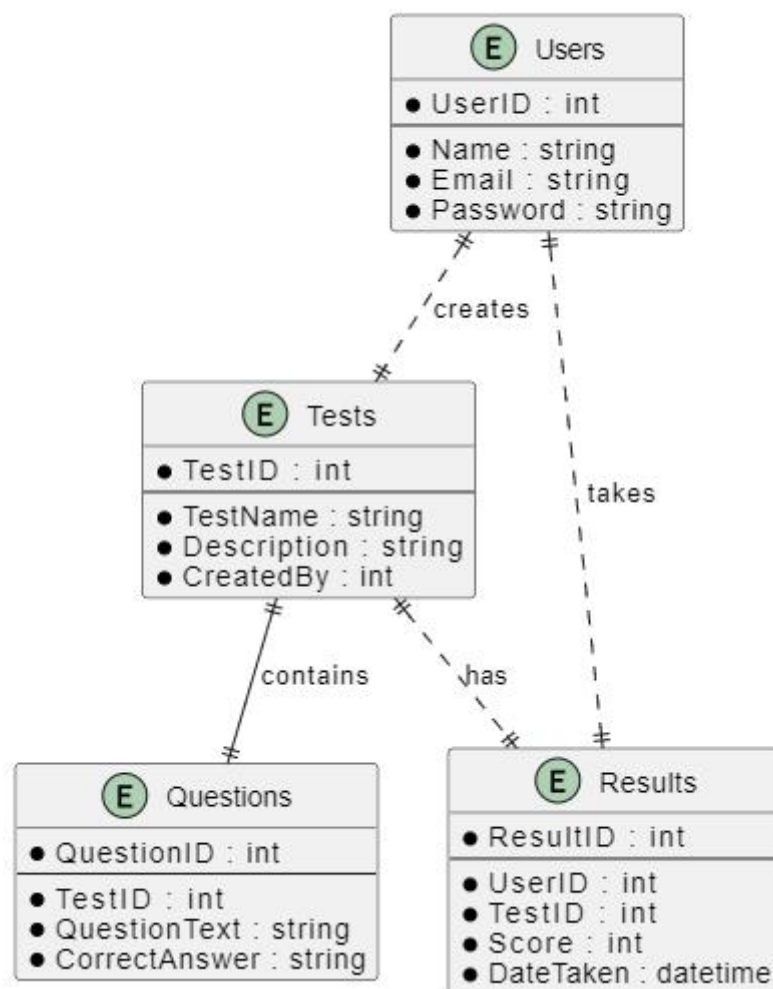 E Users
UserID : int
Name : string
Email : string
Password : string
creates
E Tests
TestID : int
TestName : string
Description : string
CreatedBy : int
takes
contains
has
E Questions
QuestionID : int
TestID : int
QuestionText : string
CorrectAnswer : string
E Results
ResultID : int
UserID : int
TestID : int
Score : int
DateTaken : datetime